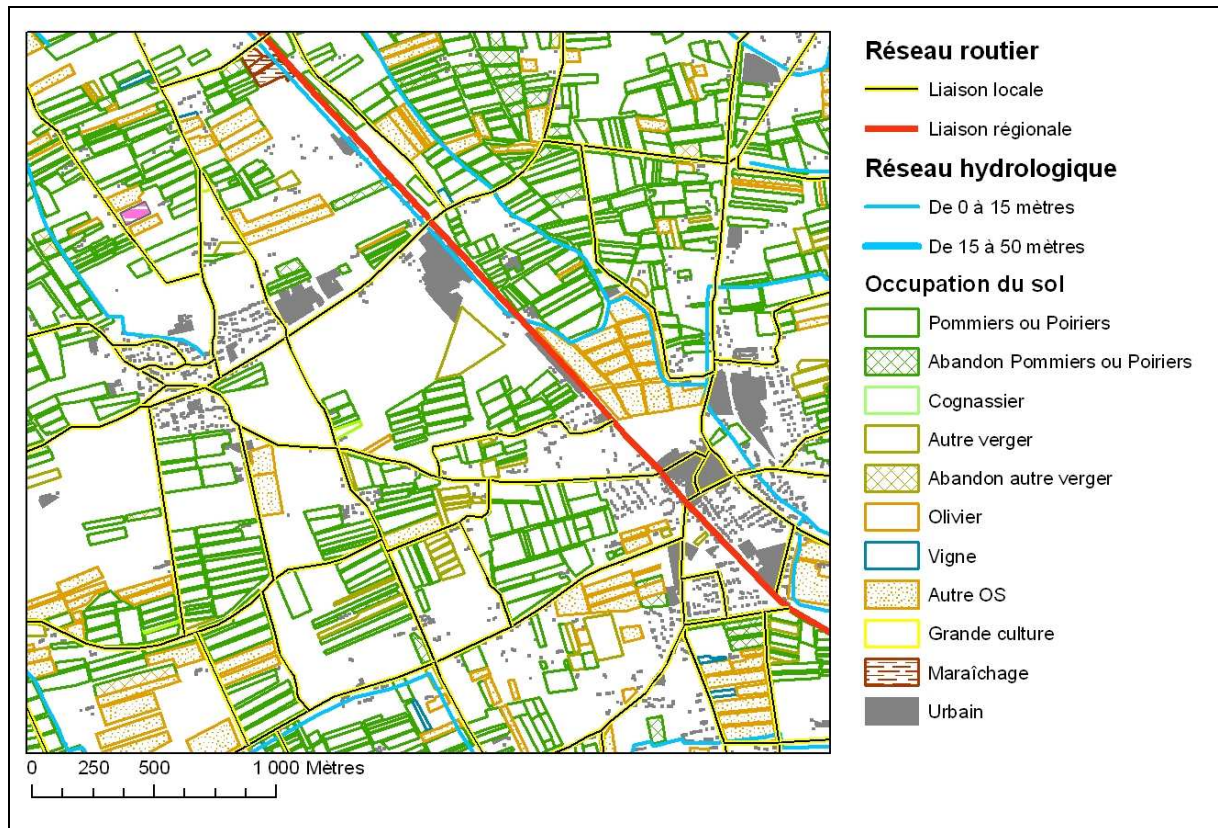 Réseau routier
Liaison locale
Liaison régionale
Réseau hydrologique
De 0 à 15 mètres
De 15 à 50 mètres
Occupation du sol
Pommiers ou Poiriers
Abandon Pommiers ou Poiriers
Cognassier
Autre verger
Abandon autre verger
Olivier
Vigne
Autre OS
Grande culture
Maraîchage
Urbain
0 250 500 1 000 Mètres